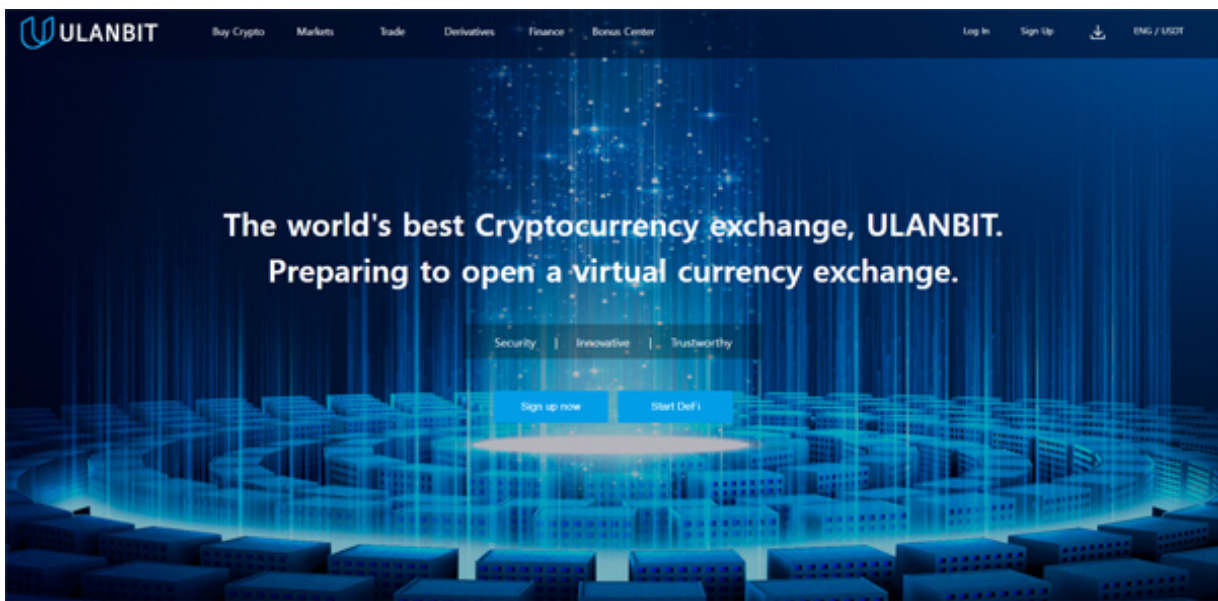 ULANBIT
Buy Crypto Markets Trade Derivatives Finance Bonus Center Log In Sign Up ENG / USDT
The world's best Cryptocurrency exchange, ULANBIT.
Preparing to open a virtual currency exchange.
Security | Innovative | Trustworthy
Sign up now Start DeFi